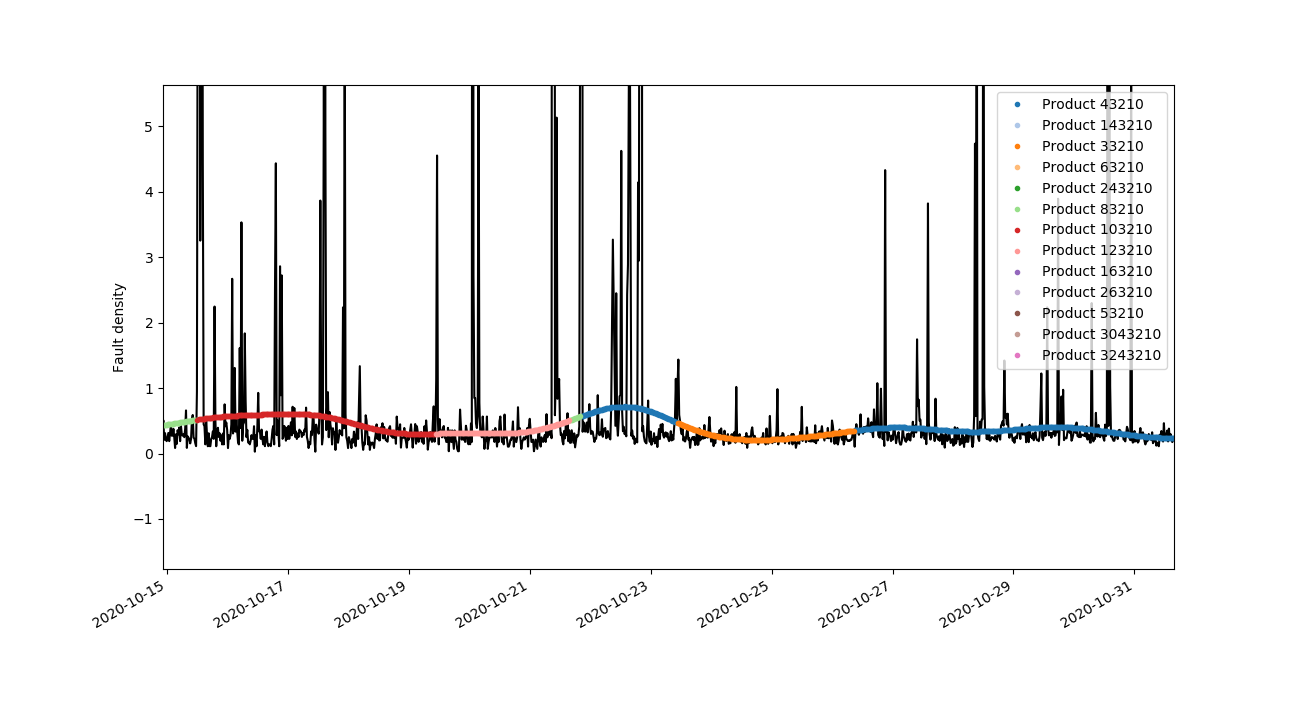 Fault density
5
4
3
2
1
0
−1
2020-10-15
2020-10-17
2020-10-19
2020-10-21
2020-10-23
2020-10-25
2020-10-27
2020-10-29
2020-10-31
Product 43210
Product 143210
Product 33210
Product 63210
Product 243210
Product 83210
Product 103210
Product 123210
Product 163210
Product 263210
Product 53210
Product 3043210
Product 3243210